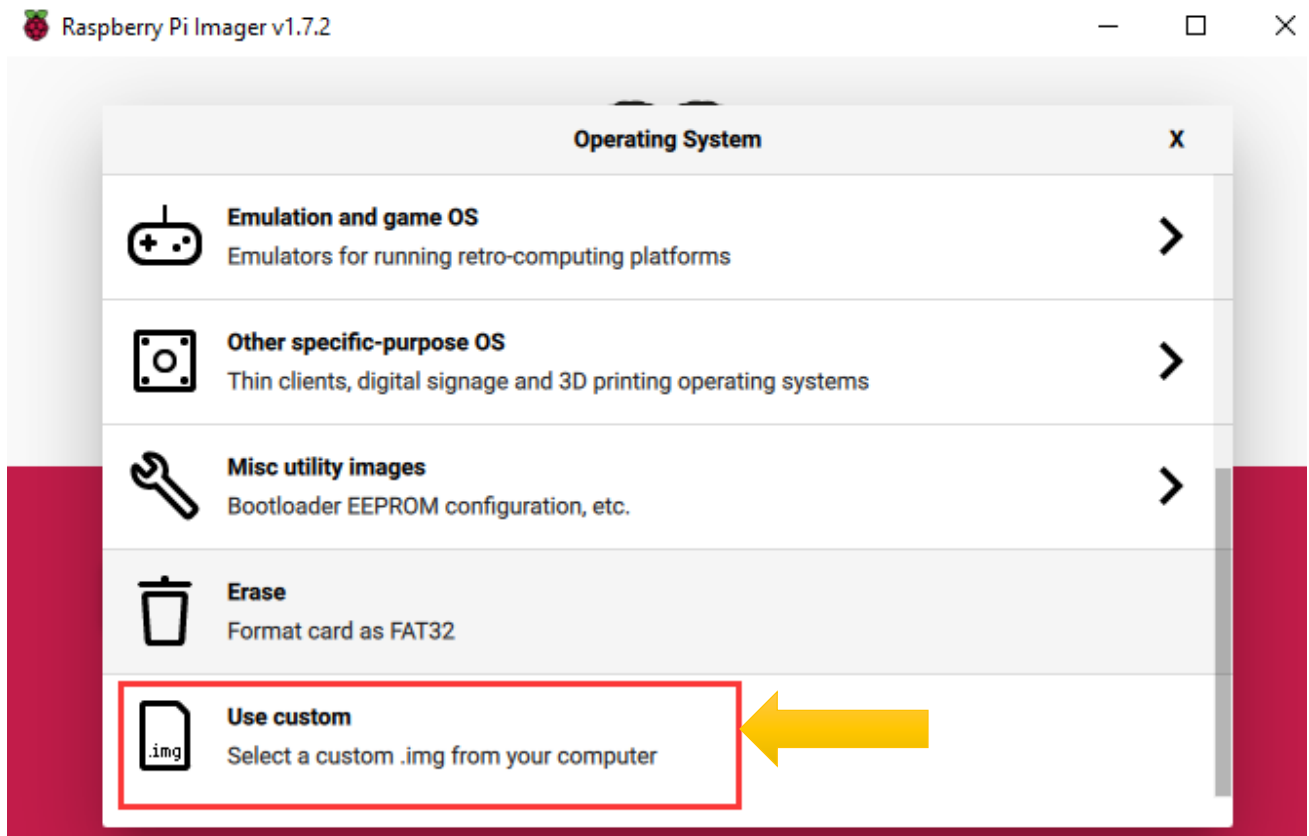 Raspberry Pi Imager v1.7.2
Operating System
X
Emulation and game OS
Emulators for running retro-computing platforms
Other specific-purpose OS
Thin clients, digital signage and 3D printing operating systems
Misc utility images
Bootloader EEPROM configuration, etc.
Erase
Format card as FAT32
.img
Use custom
Select a custom .img from your computer